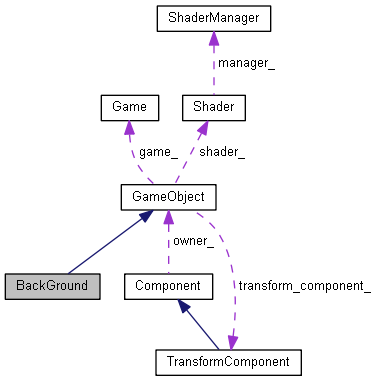 ShaderManager
manager_
Game
Shader
game_
shader_
GameObject
owner_
BackGround
Component
transform_component_
TransformComponent